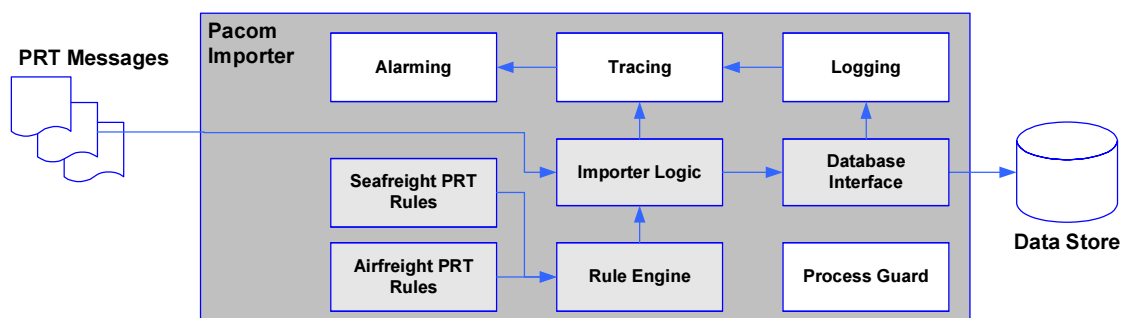 PRT Messages
Pacom
Importer
Alarming
Tracing
Logging
Seafreight PRT
Rules
Importer Logic
Database
Interface
Airfreight PRT
Rules
Rule Engine
Process Guard
Data Store